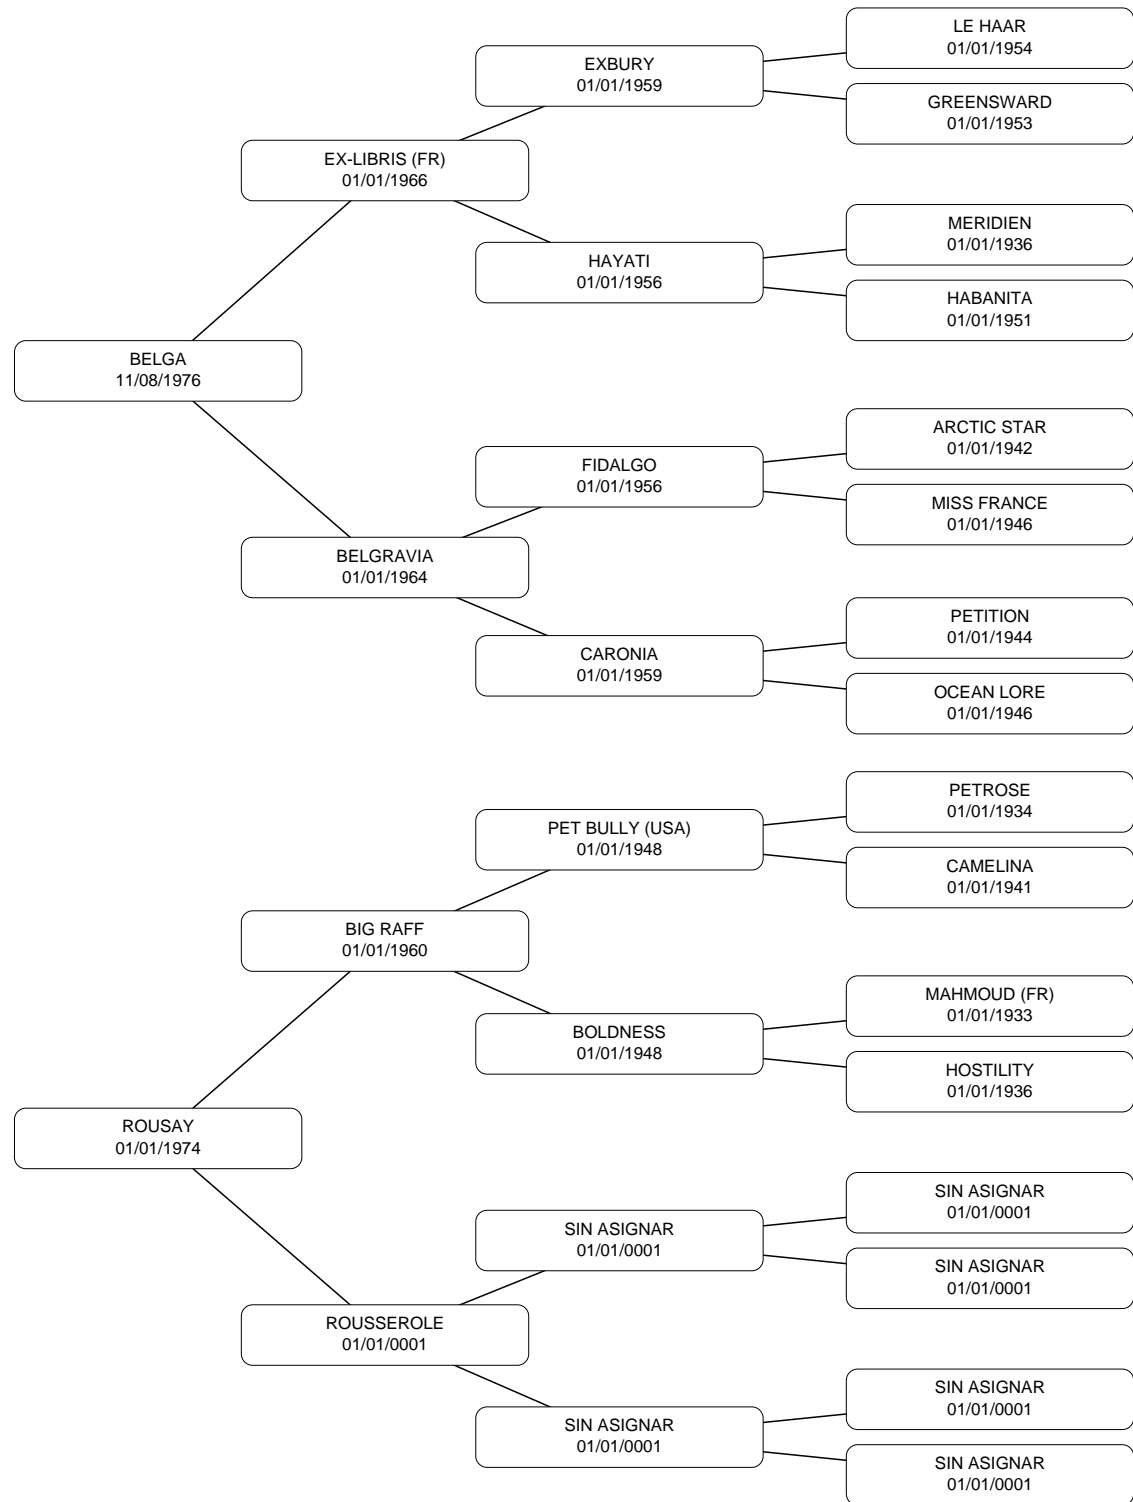 LE HAAR
01/01/1954
EXBURY
01/01/1959
GREENSWARD
01/01/1953
EX-LIBRIS (FR)
01/01/1966
MERIDIEN
01/01/1936
HAYATI
01/01/1956
HABANITA
01/01/1951
BELGA
11/08/1976
ARCTIC STAR
01/01/1942
FIDALGO
01/01/1956
MISS FRANCE
01/01/1946
BELGRAVIA
01/01/1964
PETITION
01/01/1944
CARONIA
01/01/1959
OCEAN LORE
01/01/1946
PETROSE
01/01/1934
PET BULLY (USA)
01/01/1948
CAMELINA
01/01/1941
BIG RAFF
01/01/1960
MAHMOUD (FR)
01/01/1933
BOLDNESS
01/01/1948
HOSTILITY
01/01/1936
ROUSAY
01/01/1974
SIN ASIGNAR
01/01/0001
SIN ASIGNAR
01/01/0001
SIN ASIGNAR
01/01/0001
ROUSSEROLE
01/01/0001
SIN ASIGNAR
01/01/0001
SIN ASIGNAR
01/01/0001
SIN ASIGNAR
01/01/0001